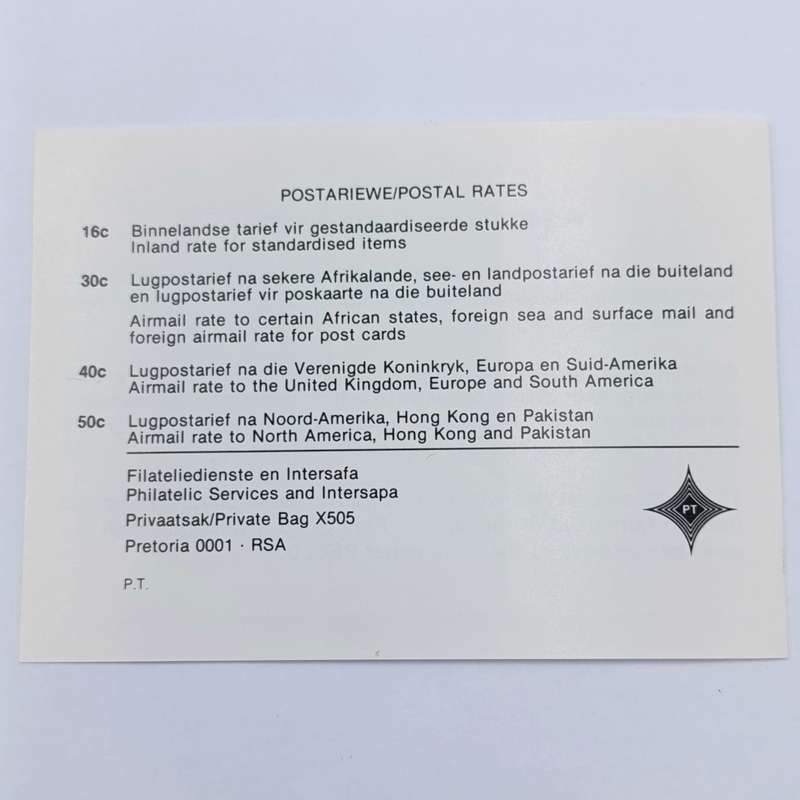 POSTARIEWE/POSTAL RATES
16c Binnelandse tarief vir gestandaardiseerde stukke
Inland rate for standardised items
30c Lugpostarief na sekere Afrikalande, see- en landpostarief na die buiteland
en lugpostarief vir poskaarte na die buiteland
Airmail rate to certain African states, foreign sea and surface mail and
foreign airmail rate for post cards
40c Lugpostarief na die Verenigde Koninkryk, Europa en Suid-Amerika
Airmail rate to the United Kingdom, Europe and South America
50c Lugpostarief na Noord-Amerika, Hong Kong en Pakistan
Airmail rate to North America, Hong Kong and Pakistan
Filateliedienste en Intersafa
Philatelic Services and Intersapa
Privaatsak/Private Bag X505
Pretoria 0001 · RSA
PT
P.T.